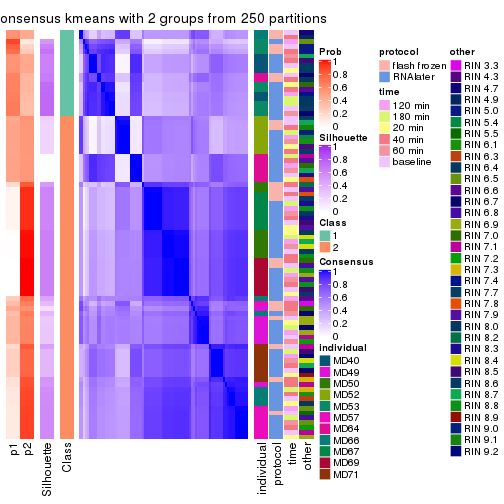 onsensus kmeans with 2 groups from 250 partitions
Prob
1
0.8
0.6
0.4
0.2
0
Silhouette
1
0.8
0.6
0.4
0.2
0
Class
1
2
Consensus
1
0.8
0.6
0.4
0.2
0
individual
MD40
MD49
MD50
MD52
MD53
MD57
MD64
MD66
MD67
MD69
MD71
protocol
flash frozen
RNAlater
time
120 min
180 min
20 min
40 min
60 min
baseline
other
RIN 3.3
RIN 4.3
RIN 4.7
RIN 4.9
RIN 5.0
RIN 5.4
RIN 5.5
RIN 6.1
RIN 6.3
RIN 6.4
RIN 6.5
RIN 6.6
RIN 6.7
RIN 6.8
RIN 6.9
RIN 7.0
RIN 7.1
RIN 7.2
RIN 7.3
RIN 7.4
RIN 7.7
RIN 7.8
RIN 7.9
RIN 8.0
RIN 8.2
RIN 8.3
RIN 8.4
RIN 8.5
RIN 8.6
RIN 8.7
RIN 8.8
RIN 8.9
RIN 9.0
RIN 9.1
RIN 9.2
p1
p2
Silhouette
Class
individual
protocol
time
other